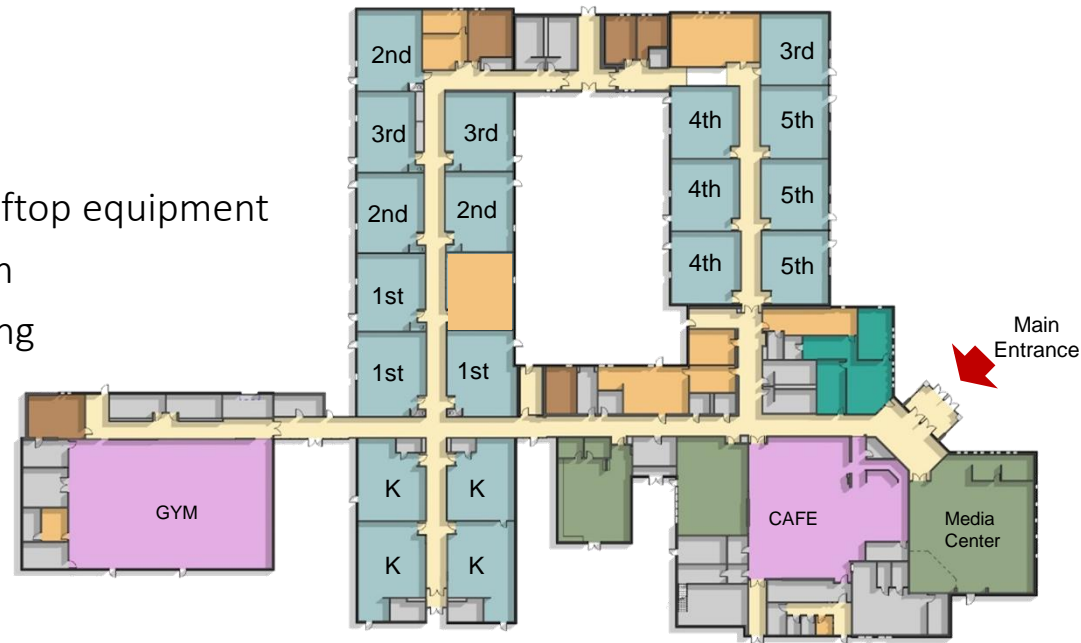 2nd
3rd
3rd
3rd
4th
5th
ftop equipment
2nd
2nd
4th
5th
n
1st
4th
5th
ng
Main
Entrance
1st
1st
K
K
GYM
CAFE
Media
Center
K
K